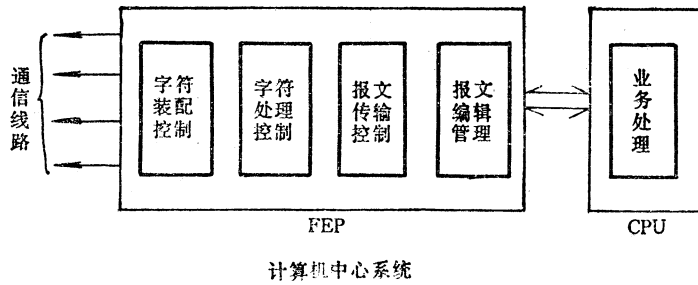 通信线路
字符
装配
控制
字符
处理
控制
报文
传输
控制
报文
编辑
管理
业务处理
FEP
CPU
计算机中心系统